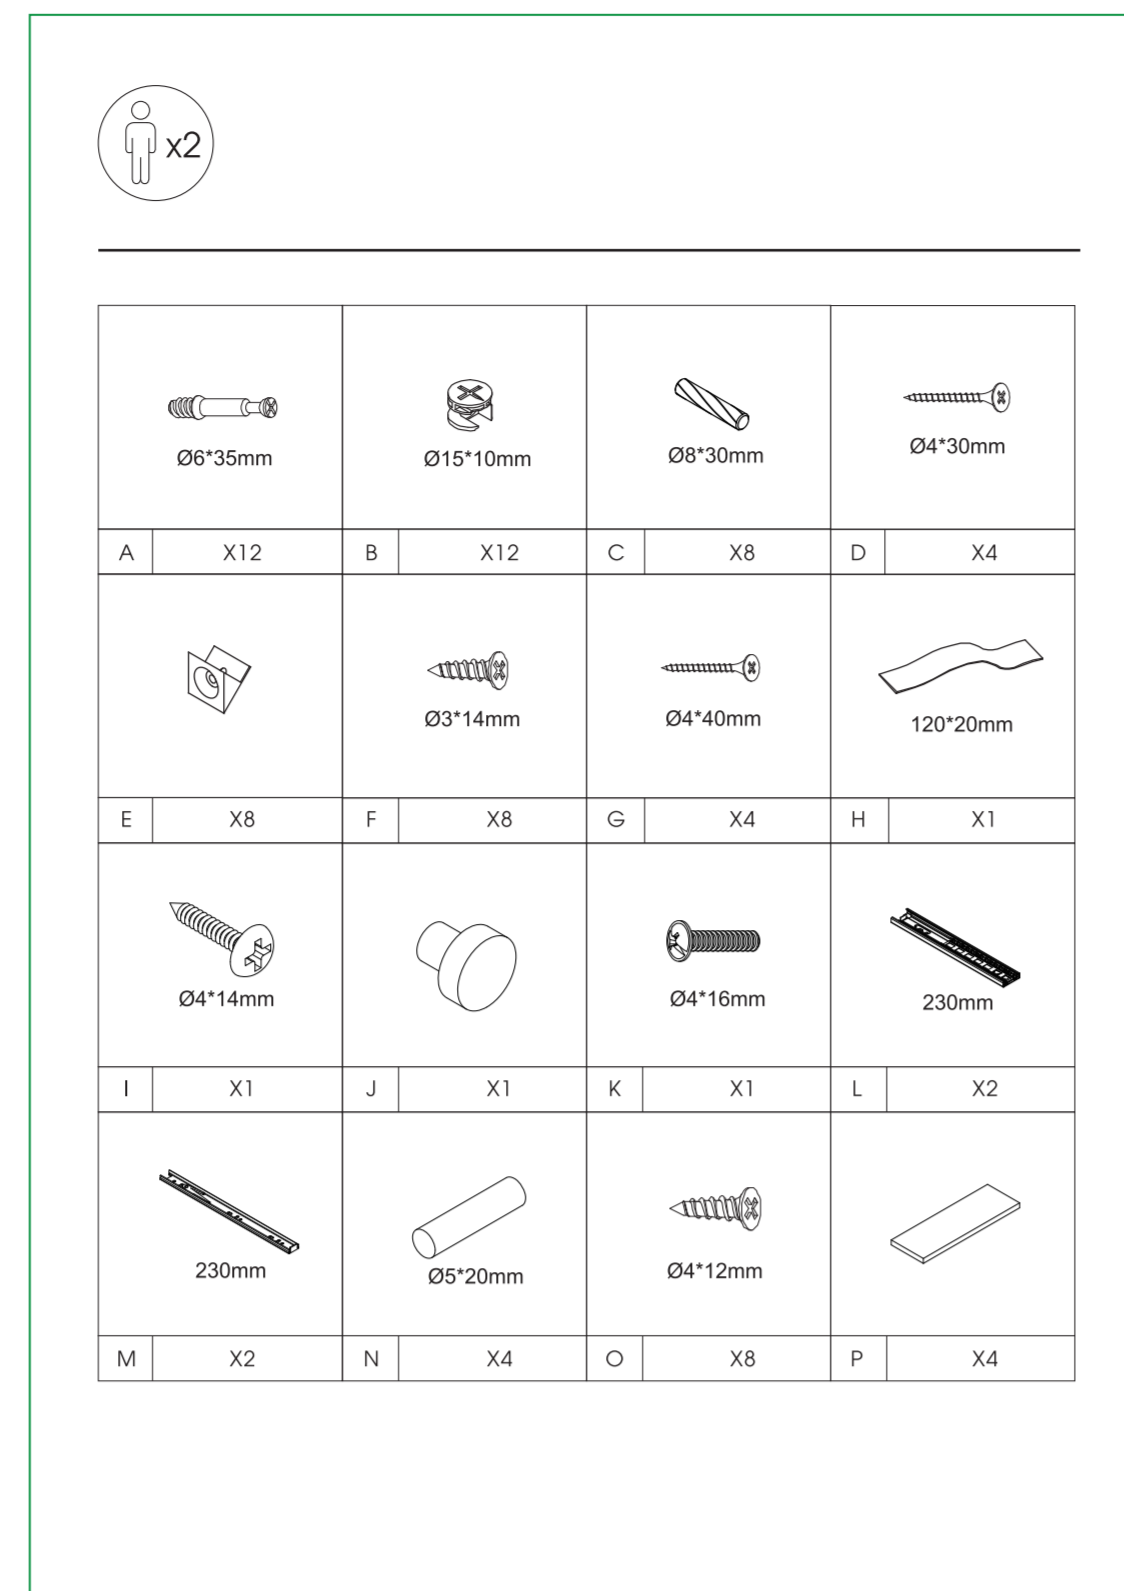 x2
Ø6*35mm Ø15*10mm Ø8*30mm Ø4*30mm
A X12 B X12 C X8 D X4
Ø3*14mm Ø4*40mm 120*20mm
E X8 F X8 G X4 H X1
Ø4*14mm Ø4*16mm 230mm
I X1 J X1 K X1 L X2
230mm Ø5*20mm Ø4*12mm
M X2 N X4 O X8 P X4